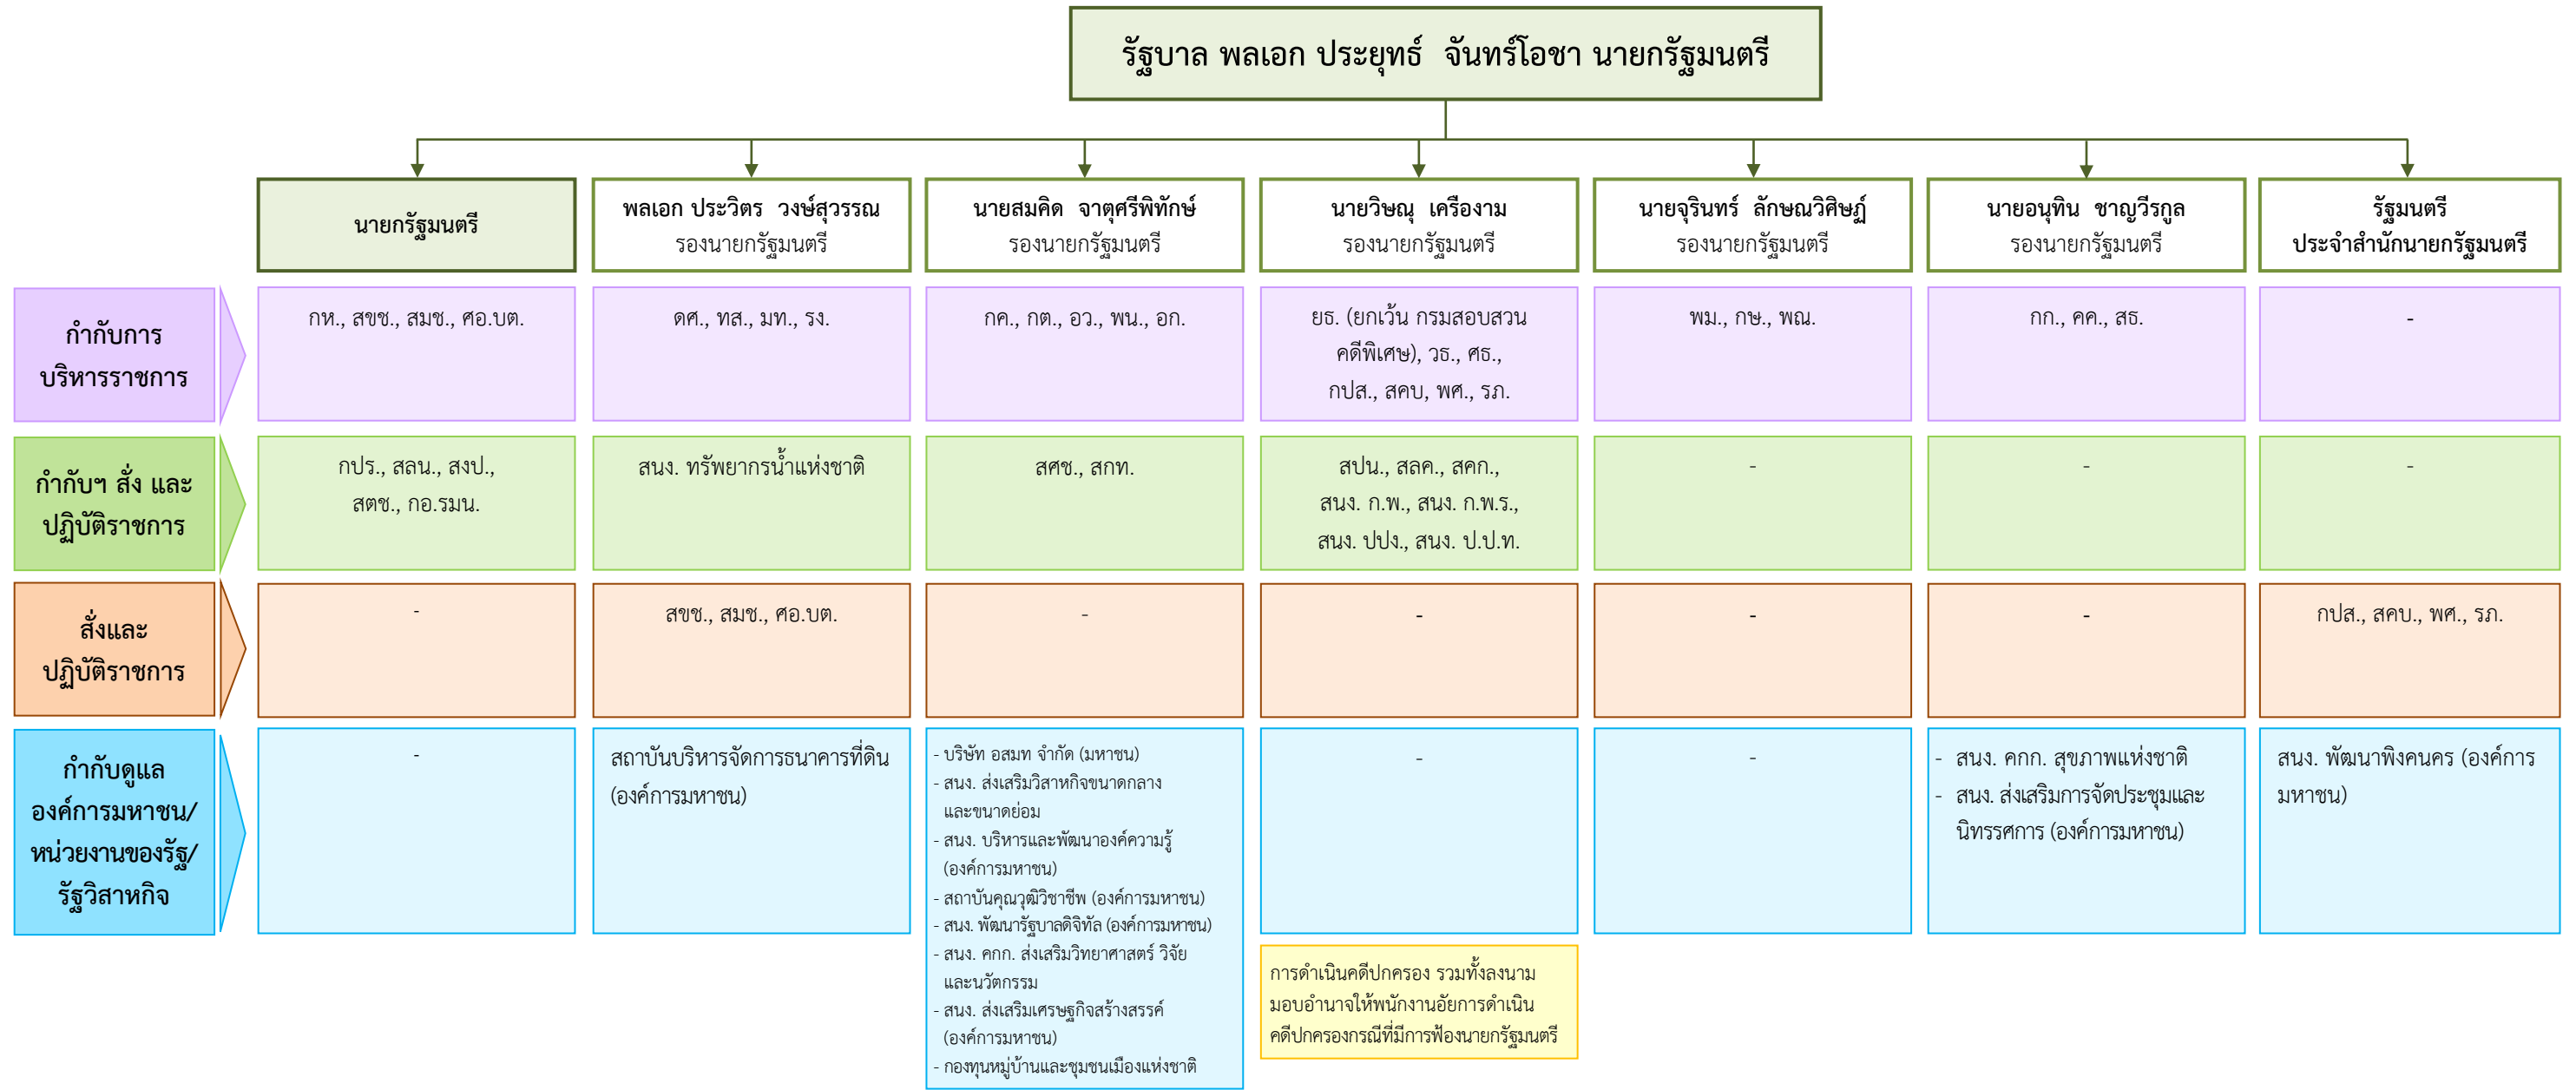 รัฐบาล พลเอก ประยุทธ์ จันทร์โอชา นายกรัฐมนตรี
นายกรัฐมนตรี
พลเอก ประวิตร วงษ์สุวรรณ
รองนายกรัฐมนตรี
นายสมคิด จาตุศรีพิทักษ์
รองนายกรัฐมนตรี
นายวิษณุ เครืองาม
รองนายกรัฐมนตรี
นายจุรินทร์ ลักษณวิศิษฏ์
รองนายกรัฐมนตรี
นายอนุทิน ชาญวีรกูล
รองนายกรัฐมนตรี
รัฐมนตรี
ประจำสำนักนายกรัฐมนตรี
กำกับการ
บริหารราชการ
กห., สขช., สมช., ศอ.บต.
ดศ., ทส., มท., รง.
กค., กต., อว., พน., อก.
ยธ. (ยกเว้น กรมสอบสวน
คดีพิเศษ), วธ., ศธ.,
กปส., สคบ, พศ., รภ.
พม., กษ., พณ.
กก., คค., สธ.
-
กำกับฯ สั่ง และ
ปฏิบัติราชการ
กปร., สลน., สงป.,
สตช., กอ.รมน.
สนง. ทรัพยากรน้ำแห่งชาติ
สศช., สกท.
สปน., สลค., สคก.,
สนง. ก.พ., สนง. ก.พ.ร.,
สนง. ปปง., สนง. ป.ป.ท.
-
-
-
สั่งและ
ปฏิบัติราชการ
-
สขช., สมช., ศอ.บต.
-
-
-
-
กปส., สคบ., พศ., รภ.
กำกับดูแล
องค์การมหาชน/
หน่วยงานของรัฐ/
รัฐวิสาหกิจ
-
สถาบันบริหารจัดการธนาคารที่ดิน
(องค์การมหาชน)
- บริษัท อสมท จำกัด (มหาชน)
- สนง. ส่งเสริมวิสาหกิจขนาดกลาง
และขนาดย่อม
- สนง. บริหารและพัฒนาองค์ความรู้
(องค์การมหาชน)
- สถาบันคุณวุฒิวิชาชีพ (องค์การมหาชน)
- สนง. พัฒนารัฐบาลดิจิทัล (องค์การมหาชน)
- สนง. คกก. ส่งเสริมวิทยาศาสตร์ วิจัย
และนวัตกรรม
- สนง. ส่งเสริมเศรษฐกิจสร้างสรรค์
(องค์การมหาชน)
- กองทุนหมู่บ้านและชุมชนเมืองแห่งชาติ
-
-
- สนง. คกก. สุขภาพแห่งชาติ
- สนง. ส่งเสริมการจัดประชุมและ
นิทรรศการ (องค์การมหาชน)
สนง. พัฒนาพิงคนคร (องค์การ
มหาชน)
การดำเนินคดีปกครอง รวมทั้งลงนาม
มอบอำนาจให้พนักงานอัยการดำเนิน
คดีปกครองกรณีที่มีการฟ้องนายกรัฐมนตรี